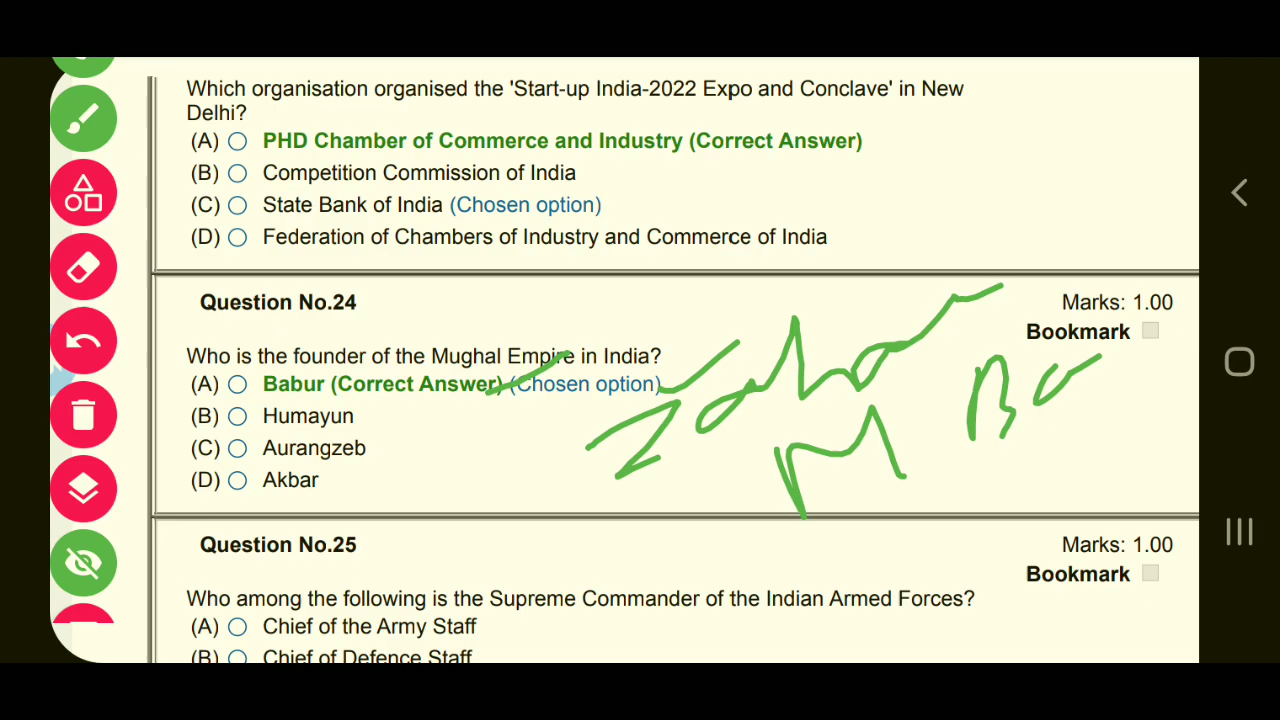 Which organisation organised the 'Start-up India-2022 Expo and Conclave' in New
Delhi?
(A) PHD Chamber of Commerce and Industry (Correct Answer)
(B) Competition Commission of India
(C) State Bank of India (Chosen option)
(D) Federation of Chambers of Industry and Commerce of India
Question No.24 Marks: 1.00
Bookmark
Who is the founder of the Mughal Empire in India?
(A) Babur (Correct Answer) (Chosen option)
(B) Humayun
(C) Aurangzeb
(D) Akbar
Question No.25 Marks: 1.00
Bookmark
Who among the following is the Supreme Commander of the Indian Armed Forces?
(A) Chief of the Army Staff
(B) Chief of Defence Staff